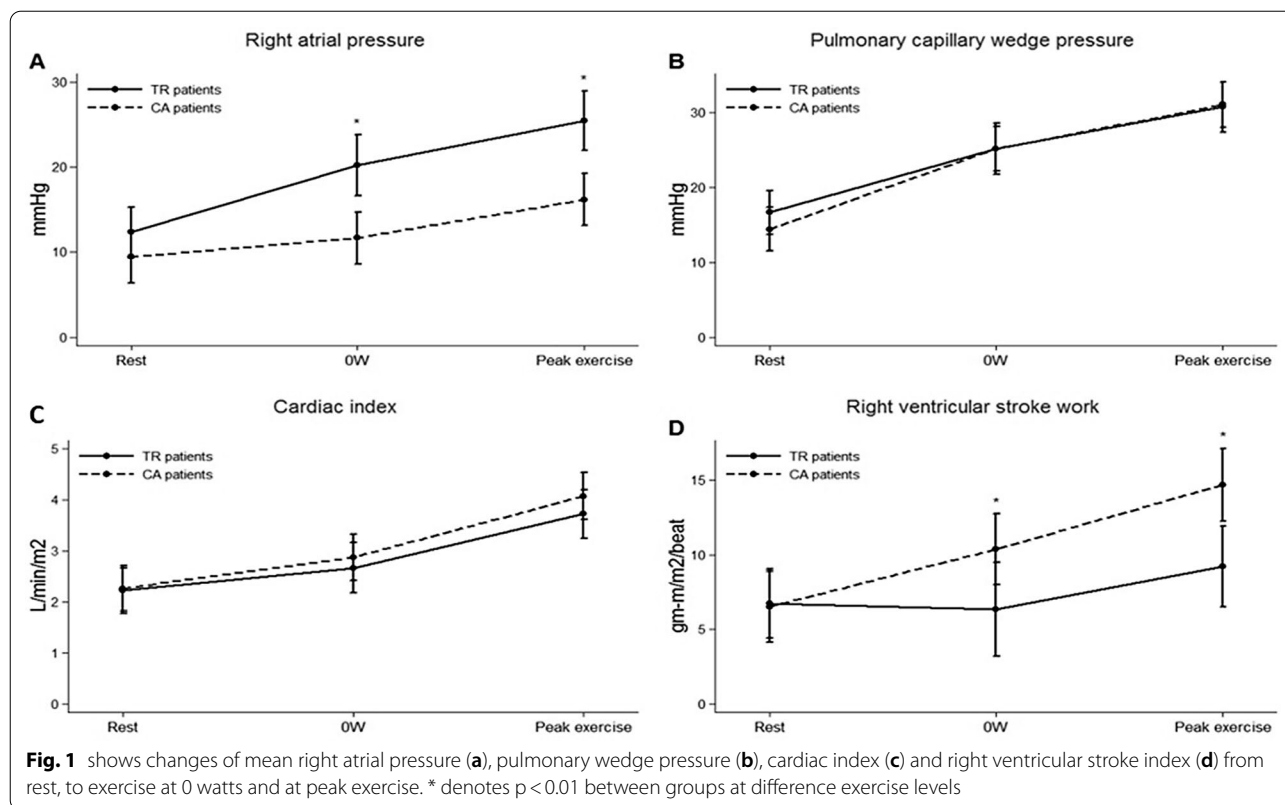 Right atrial pressure
A
TR patients
CA patients
30
20
10
0
mmHg
*
*
Rest
0W
Peak exercise
Pulmonary capillary wedge pressure
B
TR patients
CA patients
30
20
10
0
mmHg
Rest
0W
Peak exercise
Cardiac index
C
TR patients
CA patients
5
4
3
2
1
0
L/min/m2
Rest
0W
Peak exercise
Right ventricular stroke work
D
TR patients
CA patients
15
10
5
0
gm-m/m2/beat
*
*
Rest
0W
Peak exercise
Fig. 1 shows changes of mean right atrial pressure (a), pulmonary wedge pressure (b), cardiac index (c) and right ventricular stroke index (d) from
rest, to exercise at 0 watts and at peak exercise. * denotes p < 0.01 between groups at difference exercise levels